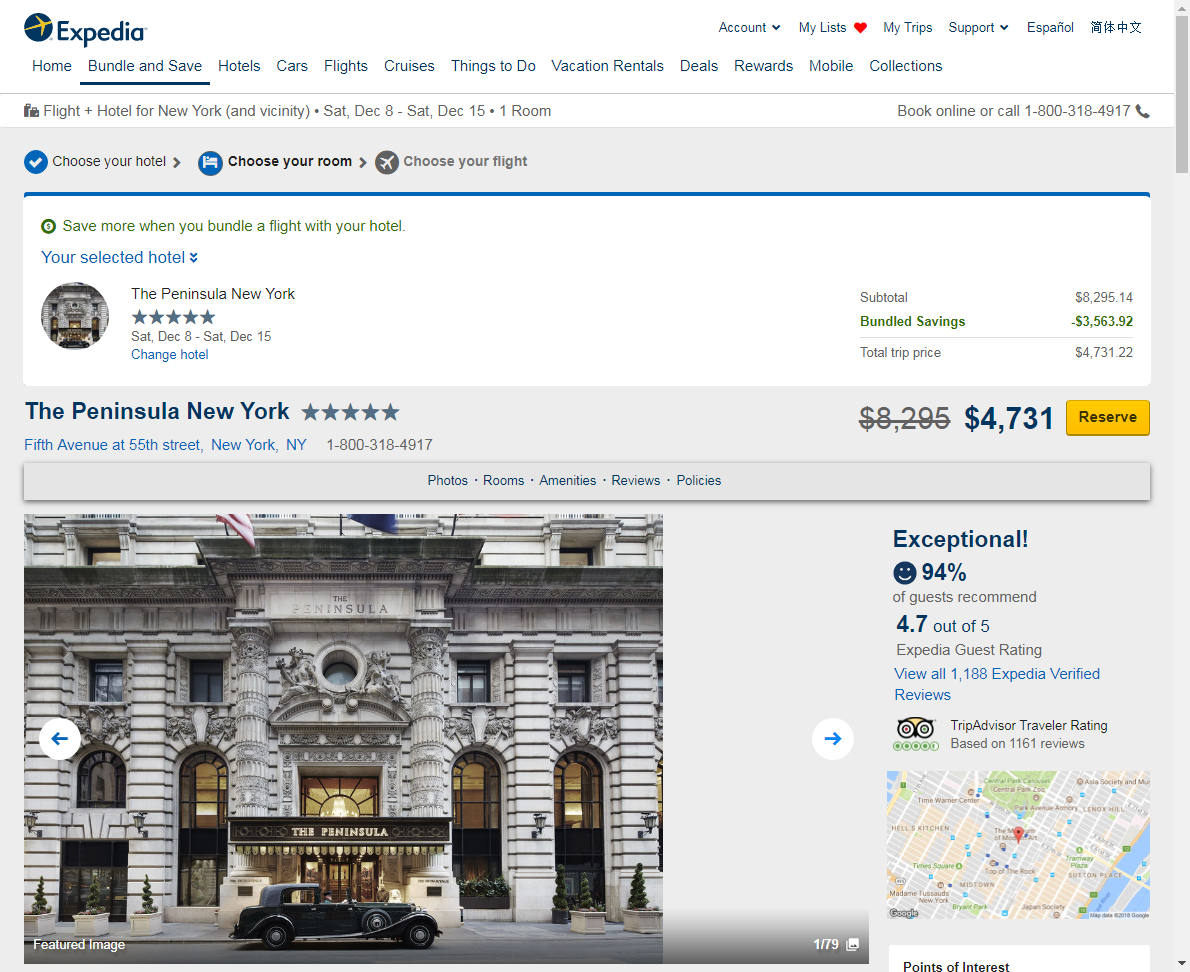 Expedia
Account My Lists My Trips Support Español 简体中文
Home Bundle and Save Hotels Cars Flights Cruises Things to Do Vacation Rentals Deals Rewards Mobile Collections
Flight + Hotel for New York (and vicinity) • Sat, Dec 8 - Sat, Dec 15 • 1 Room
Book online or call 1-800-318-4917
Choose your hotel Choose your room Choose your flight
Save more when you bundle a flight with your hotel.
Your selected hotel
The Peninsula New York
Sat, Dec 8 - Sat, Dec 15
Change hotel
Subtotal $8,295.14
Bundled Savings -$3,563.92
Total trip price $4,731.22
The Peninsula New York
$8,295 $4,731 Reserve
Fifth Avenue at 55th street, New York, NY 1-800-318-4917
Photos · Rooms · Amenities · Reviews · Policies
THE
PENINSULA
THE PENINSULA
Featured Image
1/79
Exceptional!
94%
of guests recommend
4.7 out of 5
Expedia Guest Rating
View all 1,188 Expedia Verified
Reviews
TripAdvisor Traveler Rating
Based on 1161 reviews
Central Park Carousel
Asia Society and Mus
Central Park Zoo
Time Warner Center
Park Avenue Armory
LENOX HILL
HELL'S KITCHEN
The Museum
of Modern Art
Times Square
Tramway
Plaza
Top of The Rock
SUTTON PLACE
MIDTOWN
Madame Tussauds
New York
Bryant Park
Japan Society
Google
Map data ©2018 Google
Points of Interest